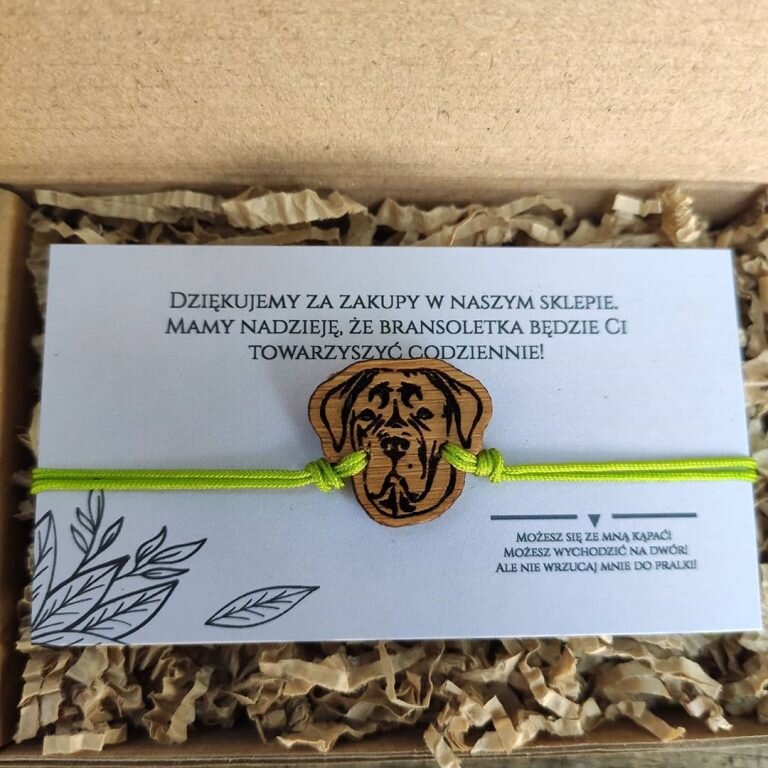 Dziękujemy za zakupy w naszym sklepie.
Mamy nadzieję, że bransoletka będzie Ci
towarzyszyć codziennie!
Możesz się ze mną kąpać!
Możesz wychodzić na dwór!
Ale nie wrzucaj mnie do pralki!